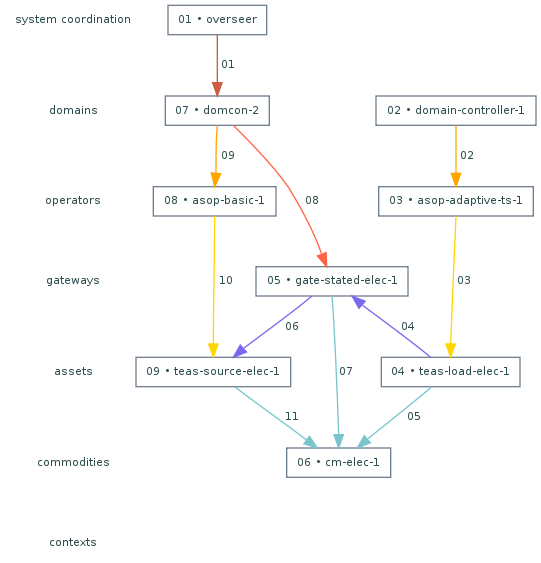 system coordination
01 • overseer
01
domains
07 • domcon-2
02 • domain-controller-1
09
02
operators
08 • asop-basic-1
08
03 • asop-adaptive-ts-1
gateways
10
05 • gate-stated-elec-1
03
06
04
assets
09 • teas-source-elec-1
07
04 • teas-load-elec-1
11
05
commodities
06 • cm-elec-1
contexts